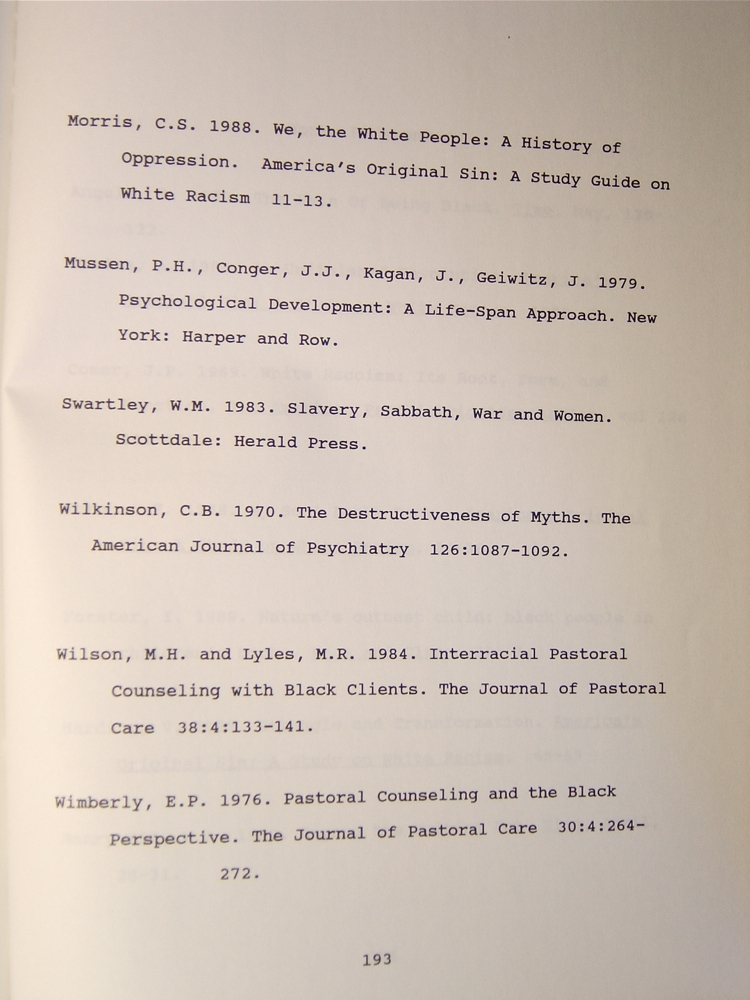 Morris, C.S. 1988. We, the White People: A History of
Oppression. America's Original Sin: A Study Guide on
White Racism 11-13.
Mussen, P.H., Conger, J.J., Kagan, J., Geiwitz, J. 1979.
Psychological Development: A Life-Span Approach. New
York: Harper and Row.
Swartley, W.M. 1983. Slavery, Sabbath, War and Women.
Scottdale: Herald Press.
Wilkinson, C.B. 1970. The Destructiveness of Myths. The
American Journal of Psychiatry 126:1087-1092.
Wilson, M.H. and Lyles, M.R. 1984. Interracial Pastoral
Counseling with Black Clients. The Journal of Pastoral
Care 38:4:133-141.
Wimberly, E.P. 1976. Pastoral Counseling and the Black
Perspective. The Journal of Pastoral Care 30:4:264-
272.
193